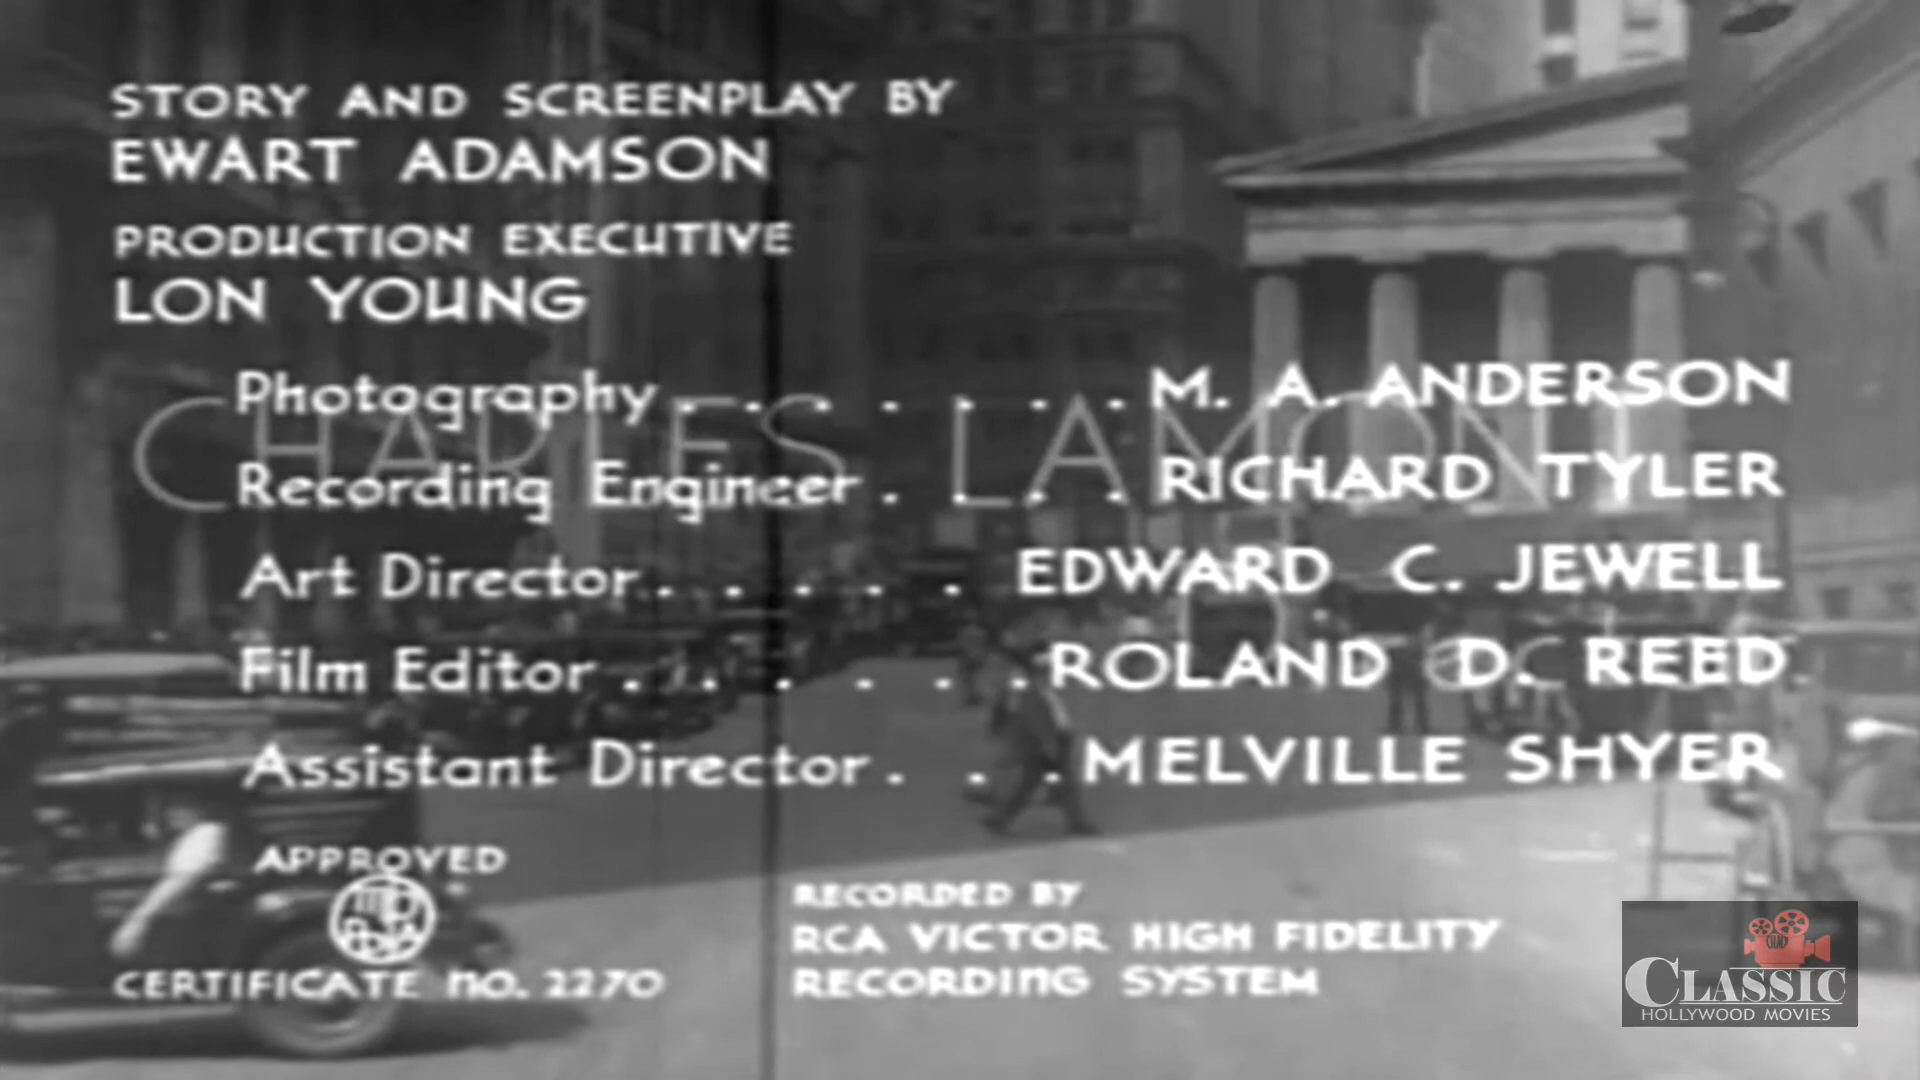 STORY AND SCREENPLAY BY
EWART ADAMSON
PRODUCTION EXECUTIVE
LON YOUNG
CHARLES LAMONT
Photography . . . . . . . M. A. ANDERSON
Recording Engineer . . . . RICHARD TYLER
Art Director . . . . . EDWARD C. JEWELL
Film Editor . . . . . . ROLAND D. REED
Assistant Director . . . MELVILLE SHYER
APPROVED
CERTIFICATE No. 2270
RECORDED BY
RCA VICTOR HIGH FIDELITY
RECORDING SYSTEM
CLASSIC
HOLLYWOOD MOVIES